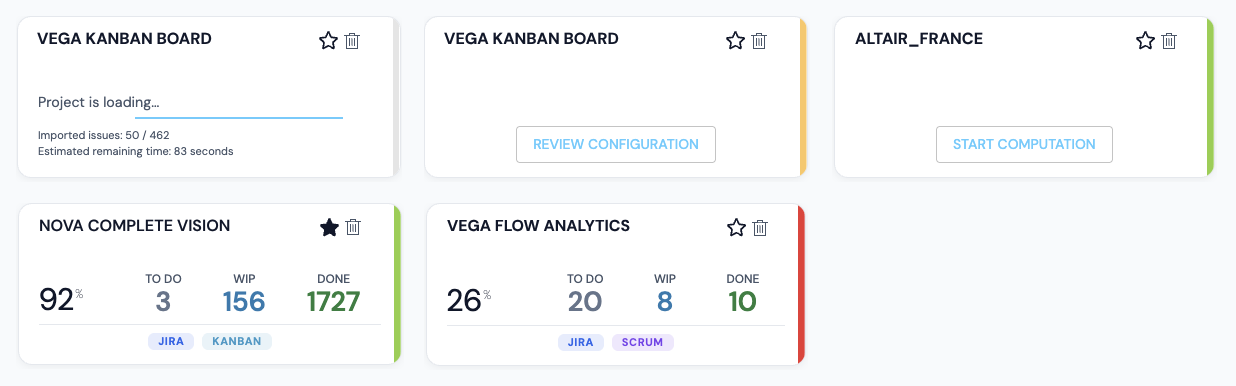 VEGA KANBAN BOARD
Project is loading...
Imported issues: 50 / 462
Estimated remaining time: 83 seconds
VEGA KANBAN BOARD
REVIEW CONFIGURATION
ALTAIR_FRANCE
START COMPUTATION
NOVA COMPLETE VISION
TO DO WIP DONE
92% 3 156 1727
JIRA KANBAN
VEGA FLOW ANALYTICS
TO DO WIP DONE
26% 20 8 10
JIRA SCRUM